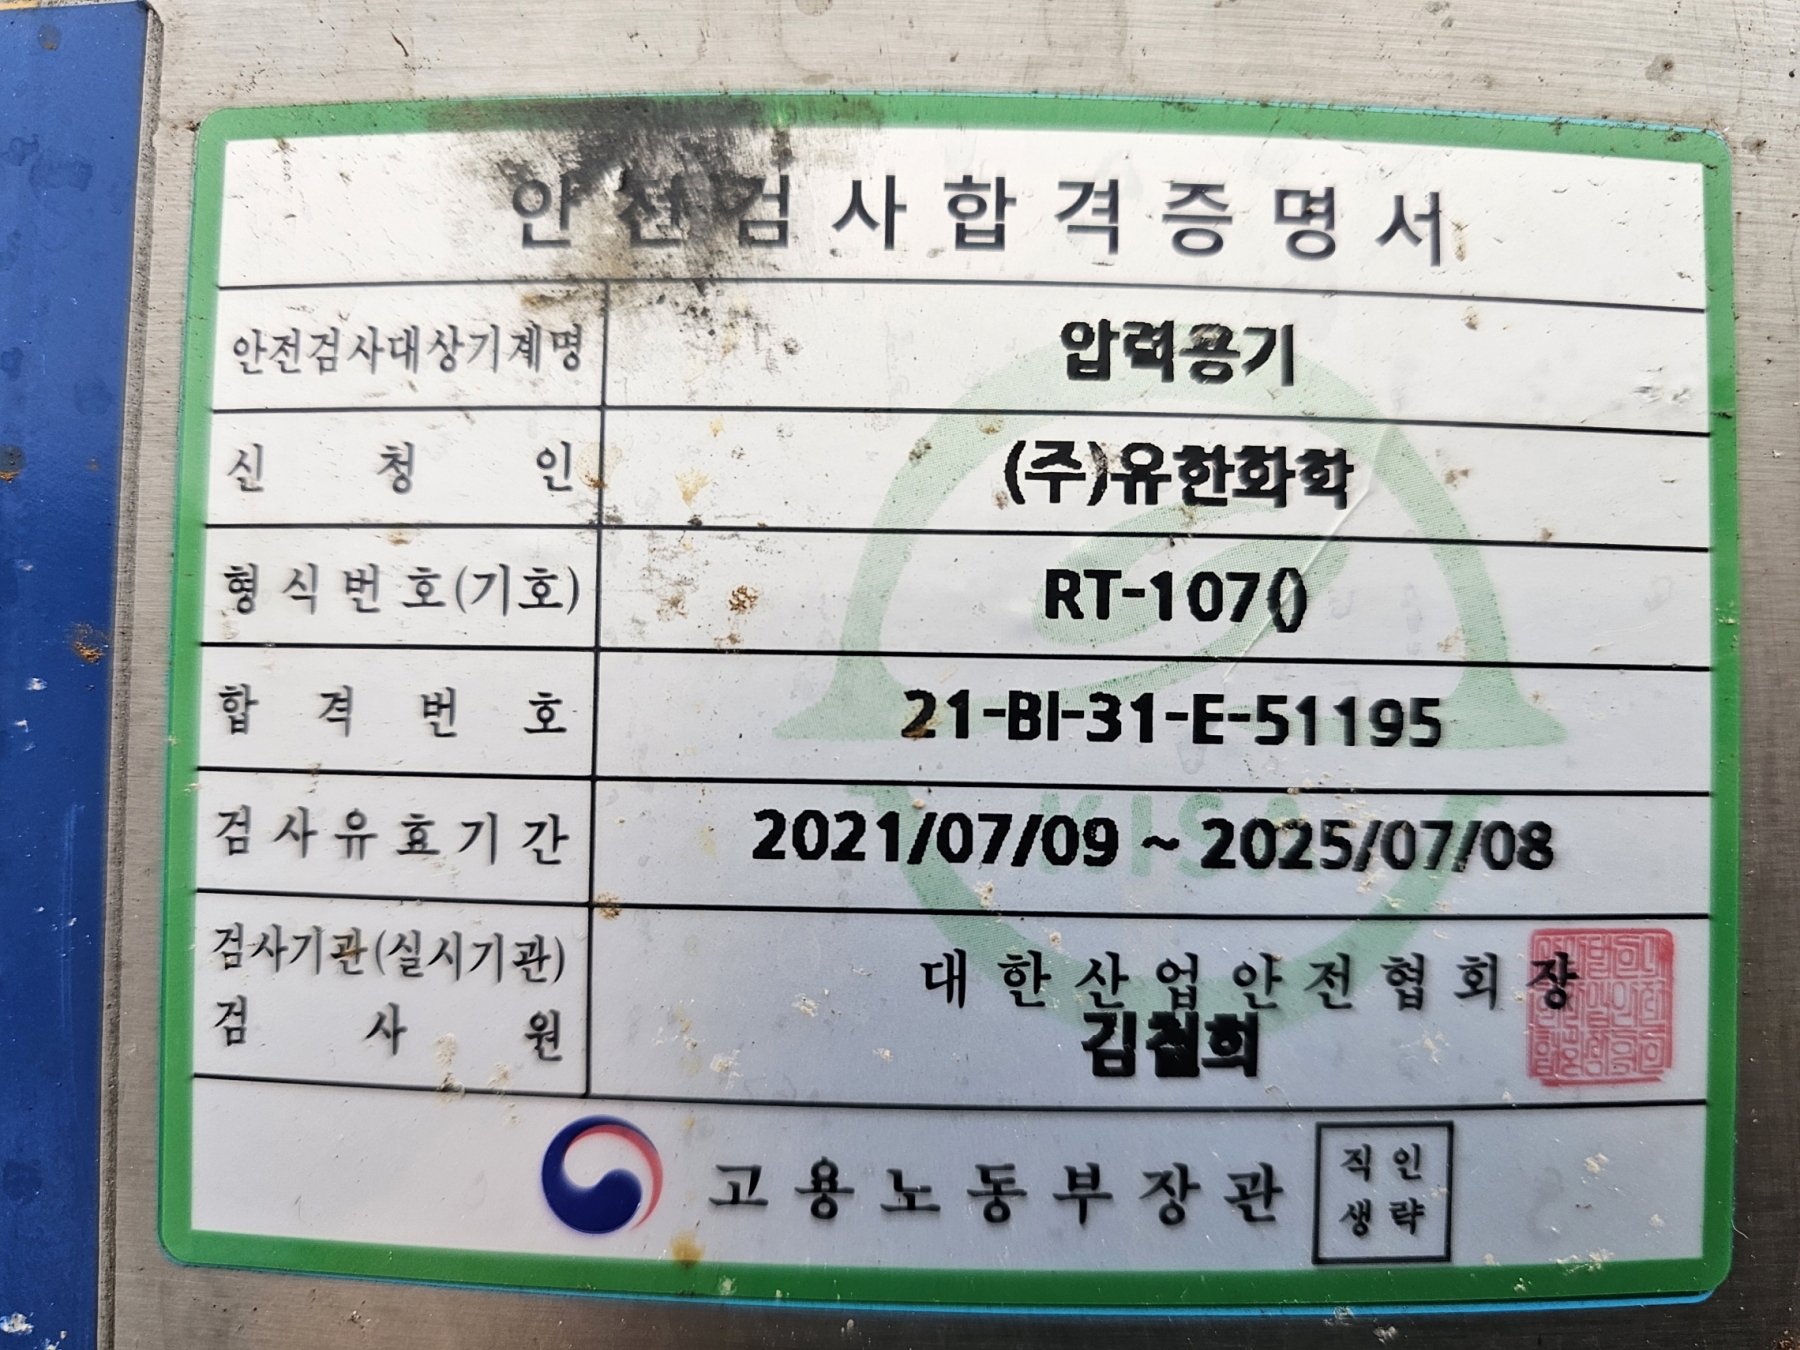 안전검사합격증명서
안전검사대상기계명 압력용기
신청인 (주)유한화학
형식번호(기호) RT-1070
합격번호 21-BI-31-E-51195
검사유효기간 2021/07/09 ~ 2025/07/08
검사기관(실시기관) 대한산업안전협회장
검사원 김철희
고용노동부장관
직인
생략